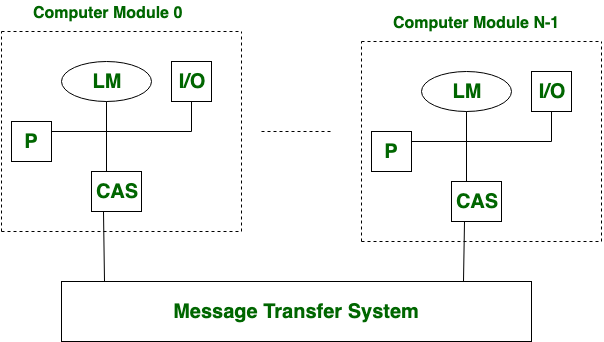 Computer Module 0
Computer Module N-1
LM
I/O
P
CAS
LM
I/O
P
CAS
Message Transfer System